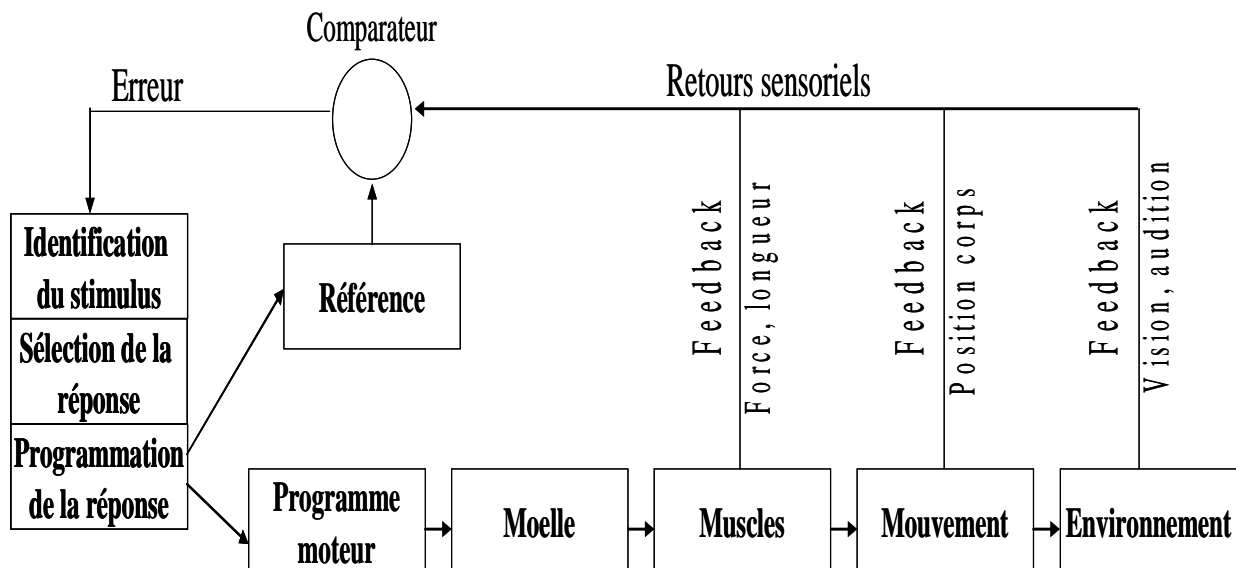 Comparateur
Erreur
Retours sensoriels
Identification
du stimulus
Sélection de la
réponse
Programmation
de la réponse
Référence
Feedback
Force, longueur
Feedback
Position corps
Feedback
Vision, audition
Programme
moteur
Moelle
Muscles
Mouvement
Environnement